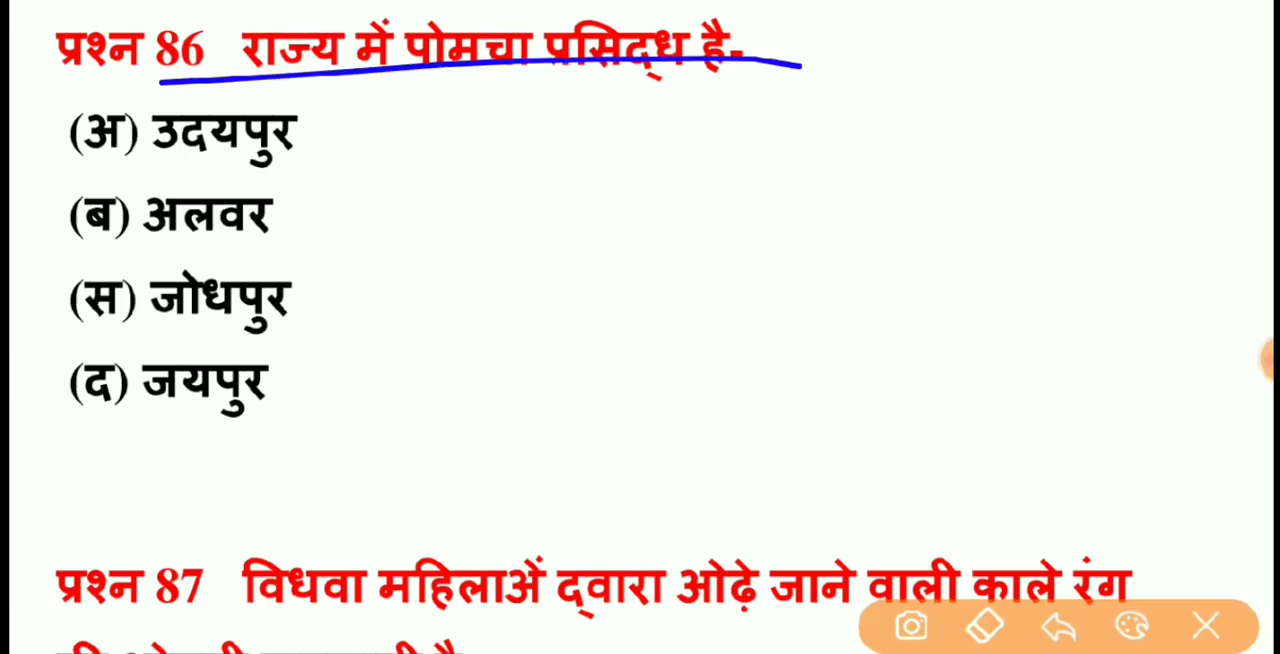 प्रश्न 86 राज्य में पोमचा प्रसिद्ध है-
(अ) उदयपुर
(ब) अलवर
(स) जोधपुर
(द) जयपुर
प्रश्न 87 विधवा महिलाओं द्वारा ओढ़े जाने वाली काले रंग